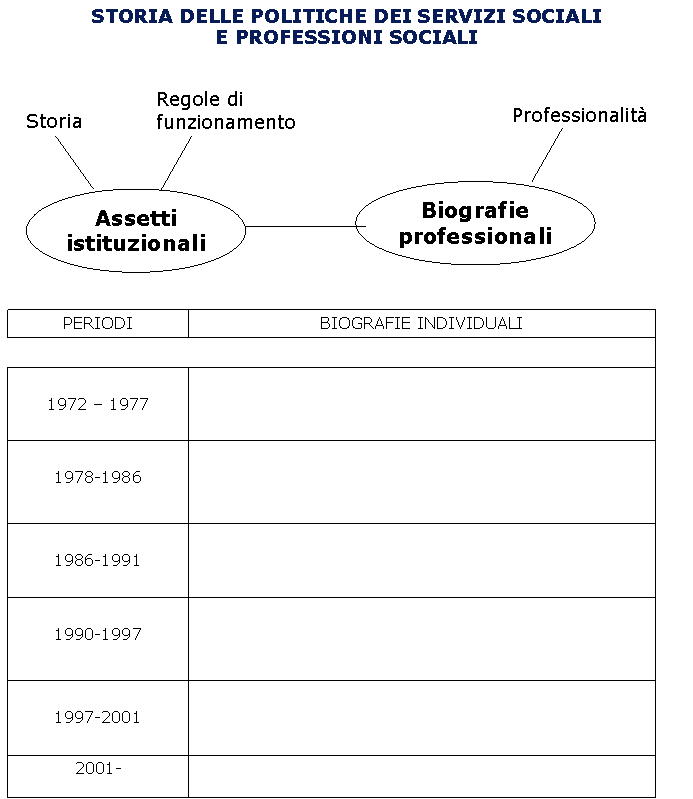 STORIA DELLE POLITICHE DEI SERVIZI SOCIALI
E PROFESSIONI SOCIALI
Storia
Regole di
funzionamento
Professionalità
Assetti
istituzionali
Biografie
professionali
PERIODI
BIOGRAFIE INDIVIDUALI
1972 – 1977
1978-1986
1986-1991
1990-1997
1997-2001
2001-